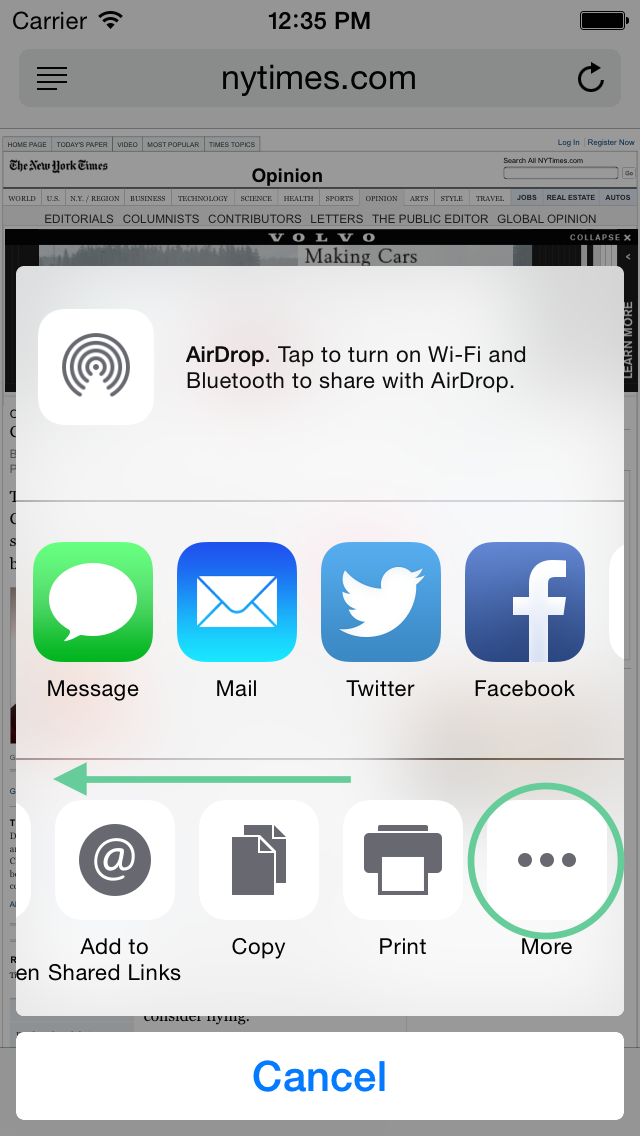 Carrier 12:35 PM
nytimes.com
HOME PAGE TODAY'S PAPER VIDEO MOST POPULAR TIMES TOPICS Log In Register Now
The New York Times
Search All NYTimes.com
Opinion
Go
WORLD U.S. N.Y. / REGION BUSINESS TECHNOLOGY SCIENCE HEALTH SPORTS OPINION ARTS STYLE TRAVEL JOBS REAL ESTATE AUTOS
EDITORIALS COLUMNISTS CONTRIBUTORS LETTERS THE PUBLIC EDITOR GLOBAL OPINION
VOLVO COLLAPSE X
Making Cars
LEARN MORE
AirDrop. Tap to turn on Wi-Fi and
Bluetooth to share with AirDrop.
Message Mail Twitter Facebook
Add to Copy Print More
en Shared Links
consider flying.
Cancel